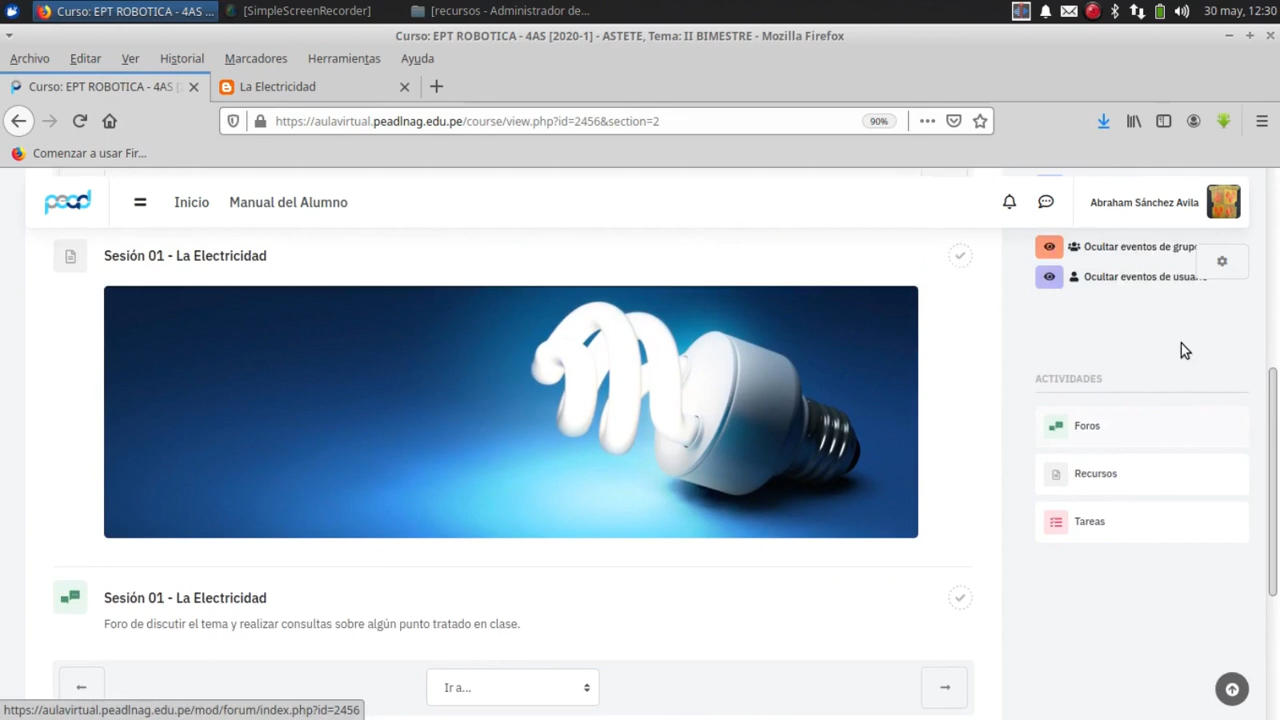 Curso: EPT ROBOTICA - 4AS ...
[SimpleScreenRecorder]
[recursos - Administrador de...
30 may, 12:30
Curso: EPT ROBOTICA - 4AS [2020-1] - ASTETE, Tema: II BIMESTRE - Mozilla Firefox
Archivo Editar Ver Historial Marcadores Herramientas Ayuda
Curso: EPT ROBOTICA - 4AS [
La Electricidad
https://aulavirtual.peadlnag.edu.pe/course/view.php?id=2456&section=2
90%
Comenzar a usar Fir...
pead
Inicio
Manual del Alumno
Abraham Sánchez Avila
Sesión 01 - La Electricidad
Ocultar eventos de grupo
Ocultar eventos de usua
ACTIVIDADES
Foros
Recursos
Tareas
Sesión 01 - La Electricidad
Foro de discutir el tema y realizar consultas sobre algún punto tratado en clase.
Ir a...
https://aulavirtual.peadlnag.edu.pe/mod/forum/index.php?id=2456